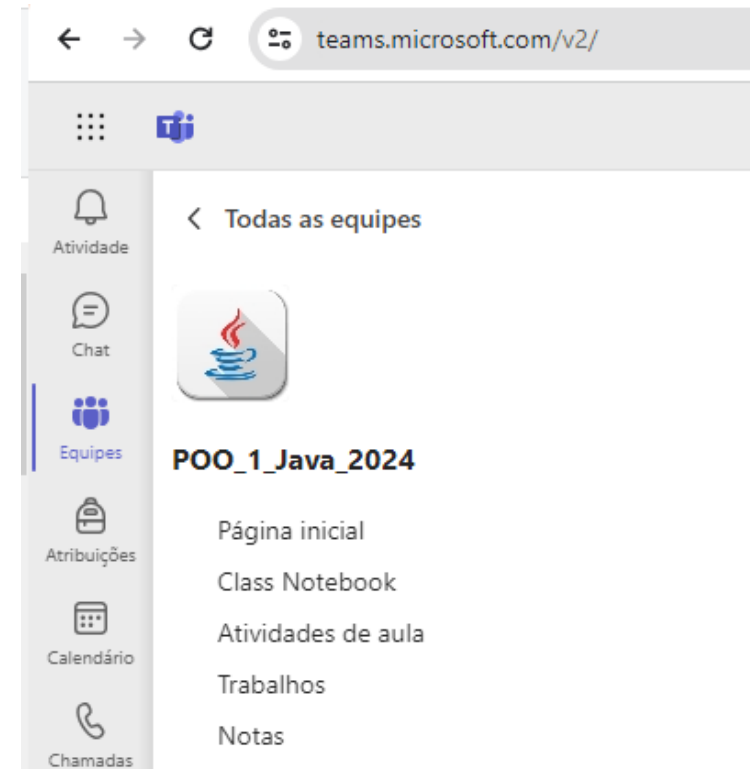 teams.microsoft.com/v2/
Atividade
Chat
Equipes
Atribuições
Calendário
Chamadas
Todas as equipes
POO_1_Java_2024
Página inicial
Class Notebook
Atividades de aula
Trabalhos
Notas